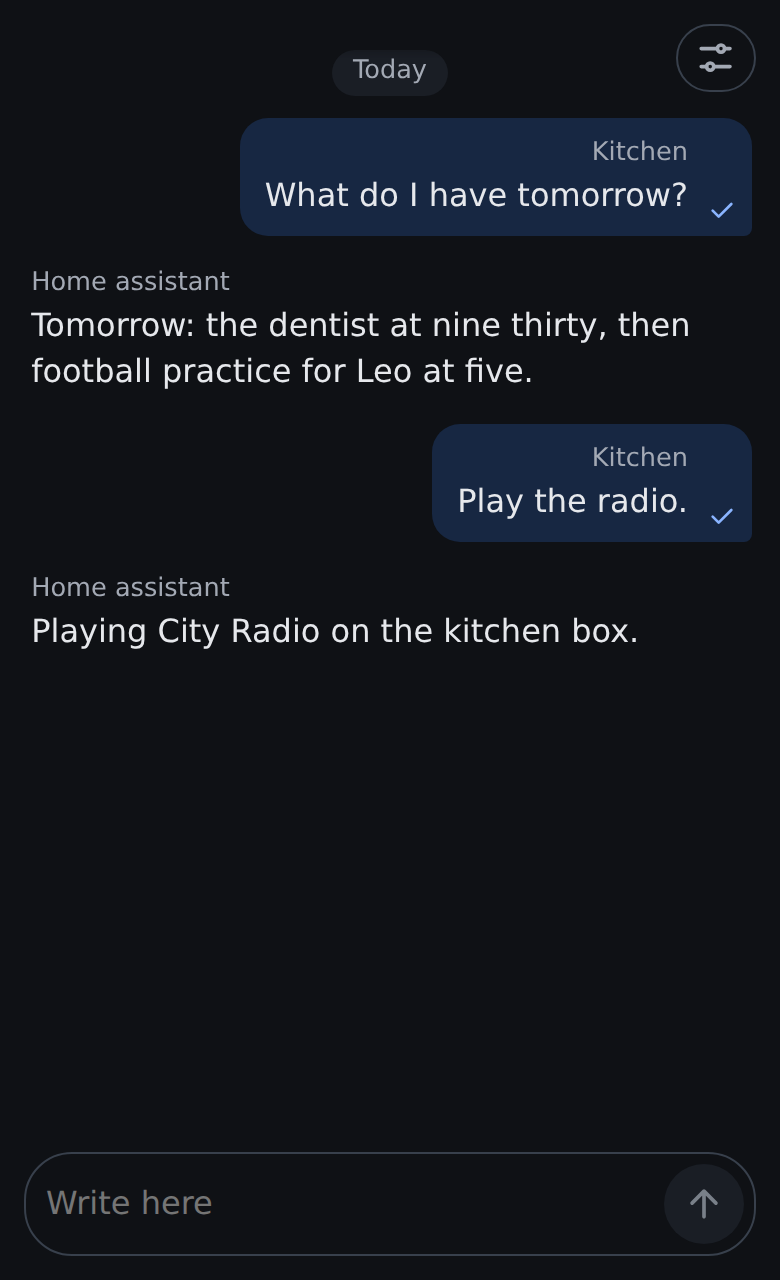 Today
Kitchen
What do I have tomorrow?
Home assistant
Tomorrow: the dentist at nine thirty, then
football practice for Leo at five.
Kitchen
Play the radio.
Home assistant
Playing City Radio on the kitchen box.
Write here